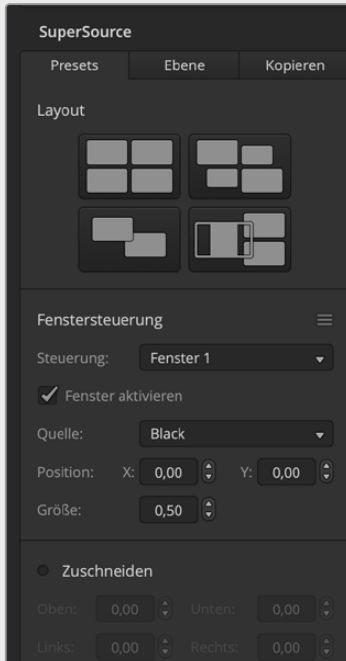 SuperSource
Presets Ebene Kopieren
Layout
Fenstersteuerung
Steuerung: Fenster 1
Fenster aktivieren
Quelle: Black
Position: X: 0,00 Y: 0,00
Größe: 0,50
Zuschneiden
Oben: 0,00 Unten: 0,00
Links: 0,00 Rechts: 0,00